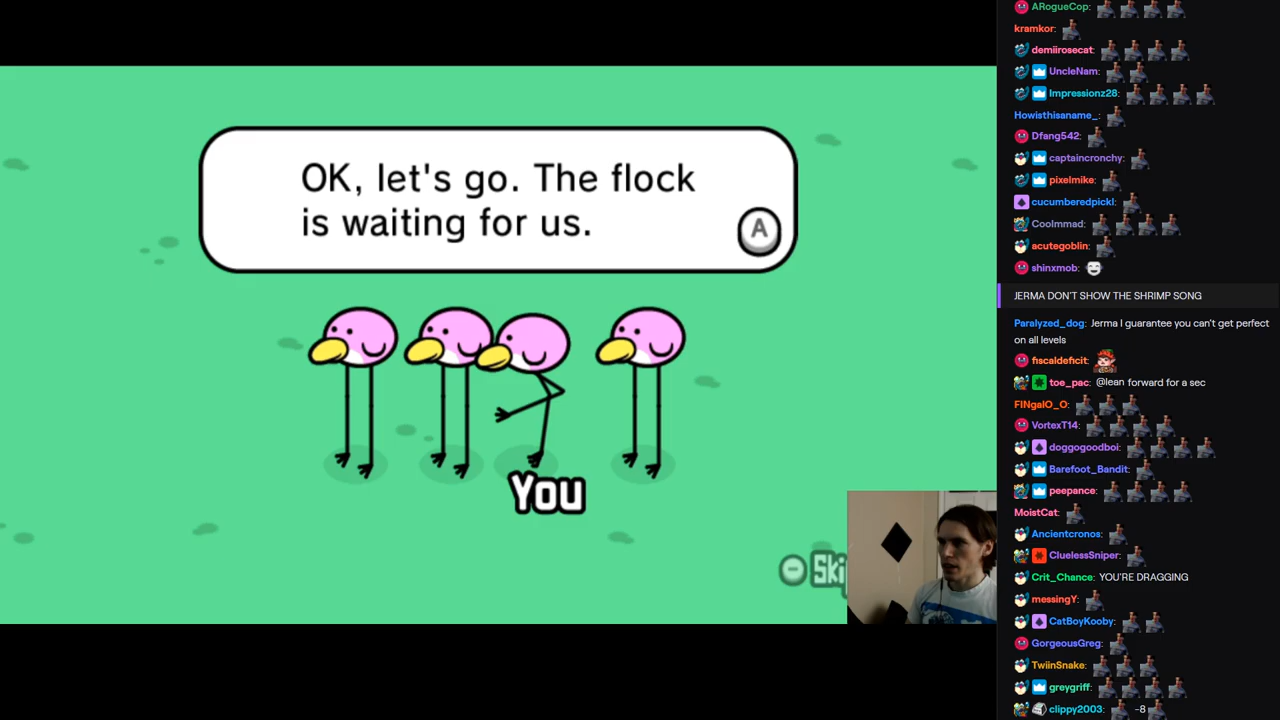 OK, let's go. The flock
is waiting for us.
A
You
Ski
ARogueCop:
kramkor:
demiirosecat:
UncleNam:
Impressionz28:
Howisthisaname_:
Dfang542:
captaincronchy:
pixelmike:
cucumberedpickl:
Coolmmad:
acutegoblin:
shinxmob:
JERMA DON'T SHOW THE SHRIMP SONG
Paralyzed_dog: Jerma I guarantee you can't get perfect
on all levels
fiscaldeficit:
toe_pac: @lean forward for a sec
FINgalO_O:
VortexT14:
doggogoodboi:
Barefoot_Bandit:
peepance:
MoistCat:
Ancientcronos:
CluelessSniper:
Crit_Chance: YOU'RE DRAGGING
messingY:
CatBoyKooby:
GorgeousGreg:
TwiinSnake:
greygriff:
clippy2003: -8